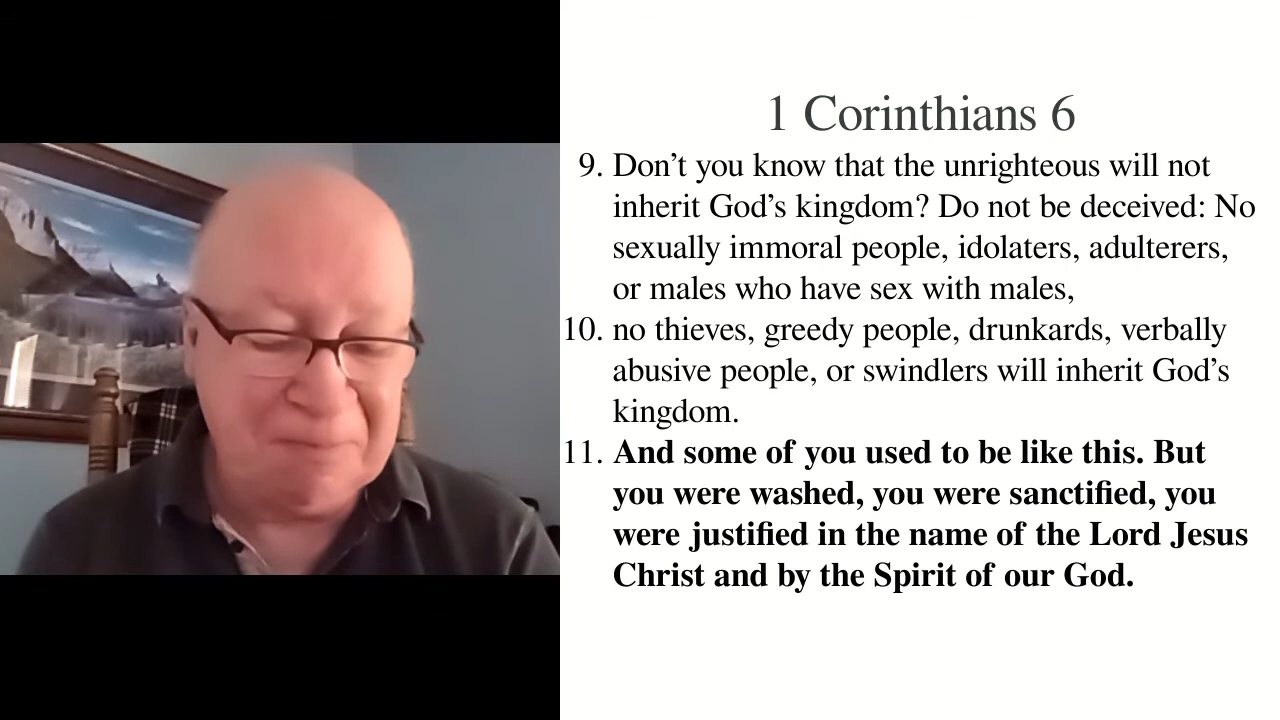 1 Corinthians 6
9. Don’t you know that the unrighteous will not
inherit God’s kingdom? Do not be deceived: No
sexually immoral people, idolaters, adulterers,
or males who have sex with males,
10. no thieves, greedy people, drunkards, verbally
abusive people, or swindlers will inherit God’s
kingdom.
11. And some of you used to be like this. But
you were washed, you were sanctified, you
were justified in the name of the Lord Jesus
Christ and by the Spirit of our God.